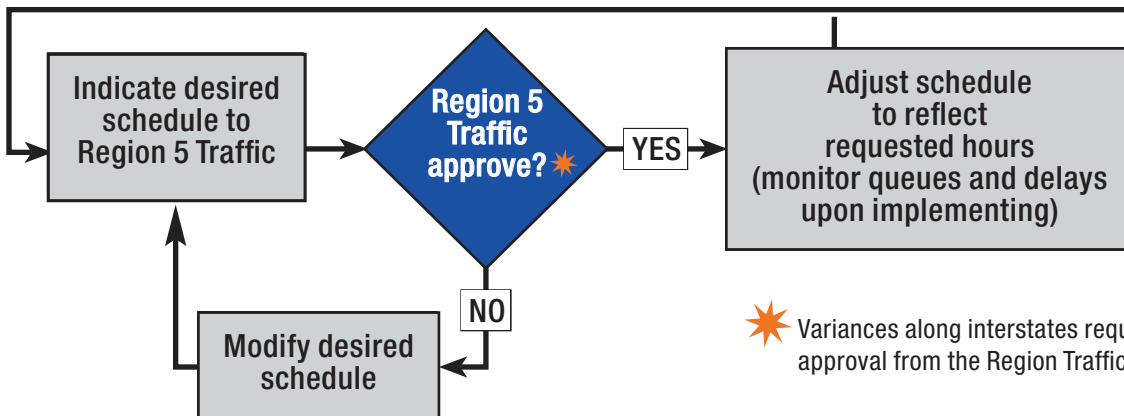 Indicate desired
schedule to
Region 5 Traffic
Region 5
Traffic
approve?
YES
Adjust schedule
to reflect
requested hours
(monitor queues and delays
upon implementing)
NO
Modify desired
schedule
Variances along interstates
approval from the Region Traffic